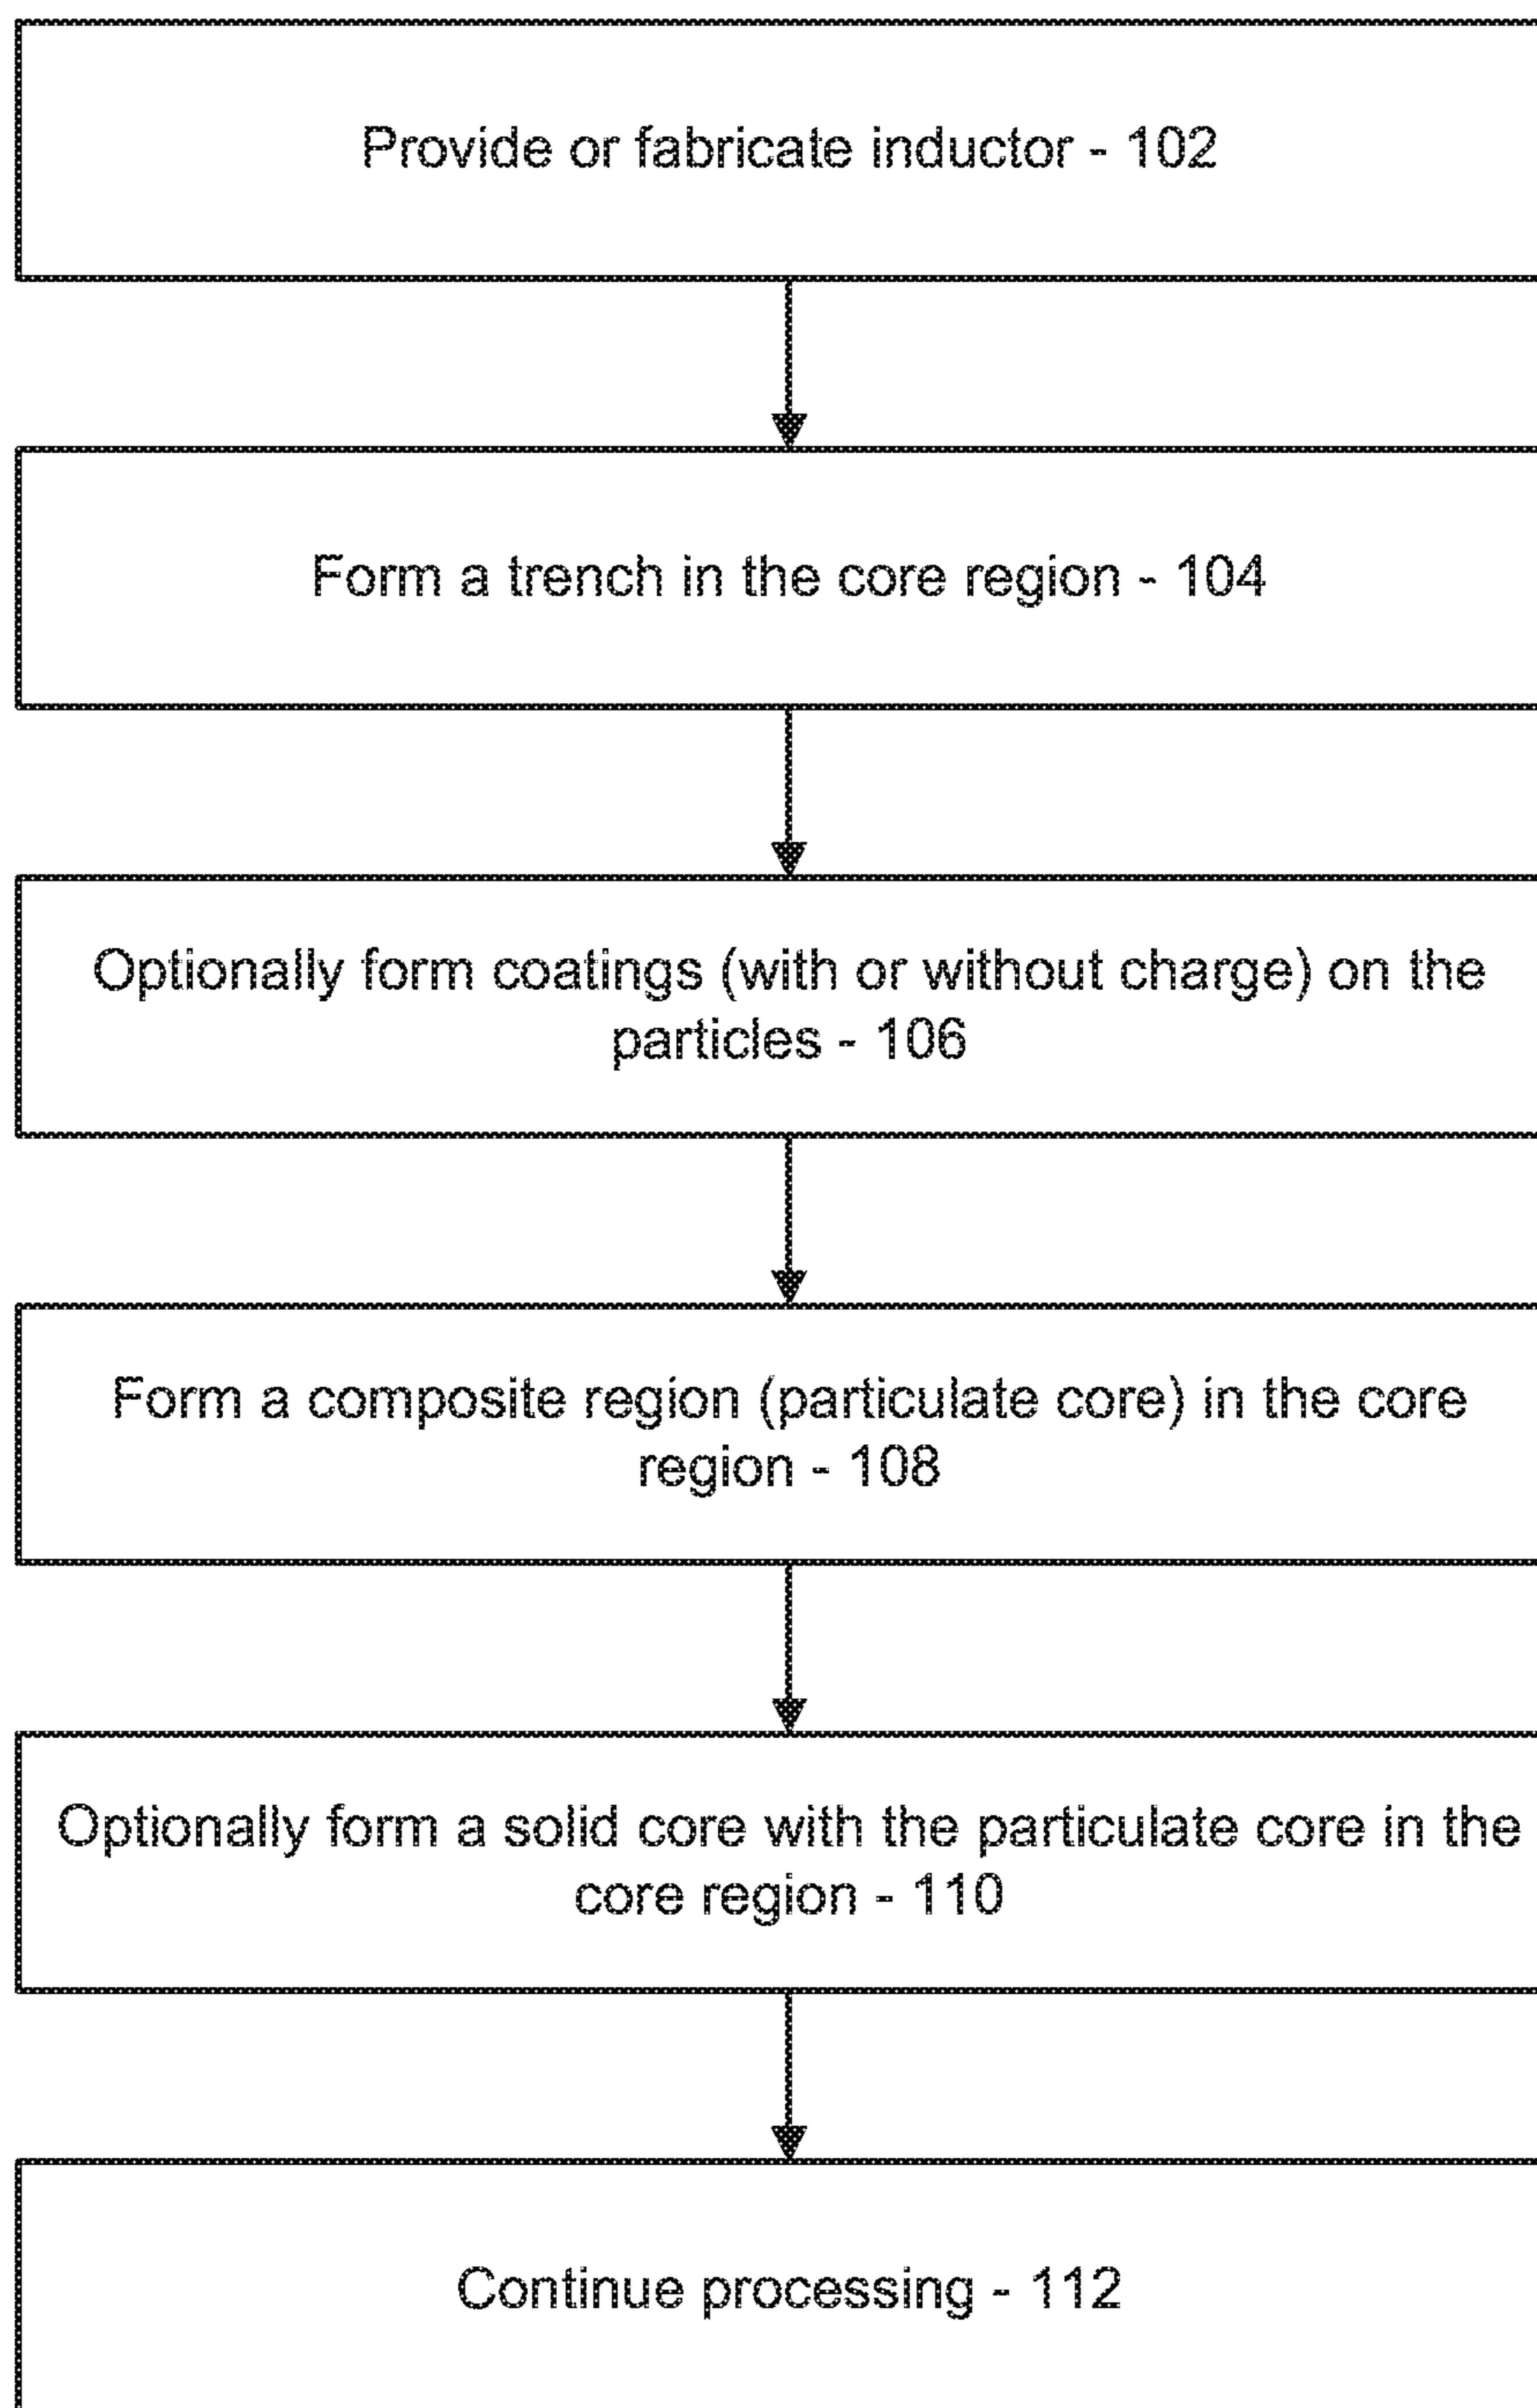 Provide or fabricate inductor - 102
Form a trench in the core region - 104
Optionally form coatings (with or without charge) on the
particles - 106
Form a composite region (particulate core) in the core
region - 108
Optionally form a solid core with the particulate core in the
core region - 110
Continue processing - 112